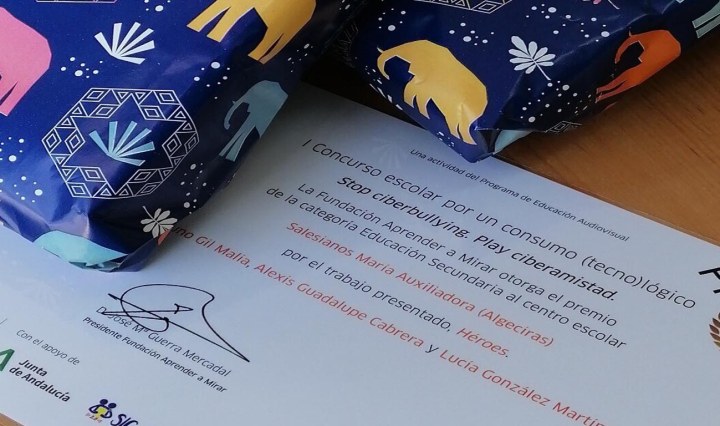 Una actividad del Programa de Educación Audiovisual
I Concurso escolar por un consumo (tecno)lógico
Stop ciberbullying. Play ciberamistad.
La Fundación Aprender a Mirar otorga el premio
de la categoría Educación Secundaria al centro escolar
Salesianos María Auxiliadora (Algeciras)
por el trabajo presentado, Héroes.
Gil Malia, Alexis Guadalupe Cabrera y Lucía González Martín
José Mª Guerra Mercadal
Presidente Fundación Aprender a Mirar
Con el apoyo de
Junta
de Andalucía